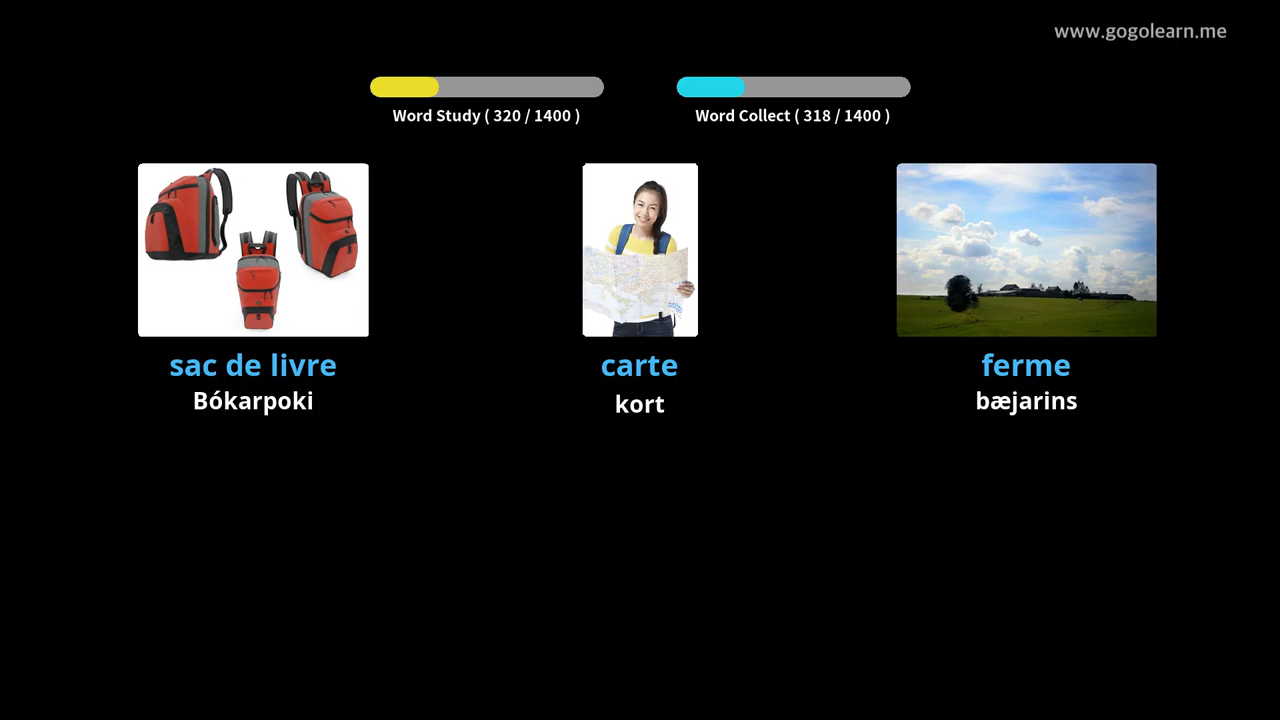 www.gogolearn.me
Word Study ( 320 / 1400 )
Word Collect ( 318 / 1400 )
sac de livre
Bókarpoki
carte
kort
ferme
bæjarins